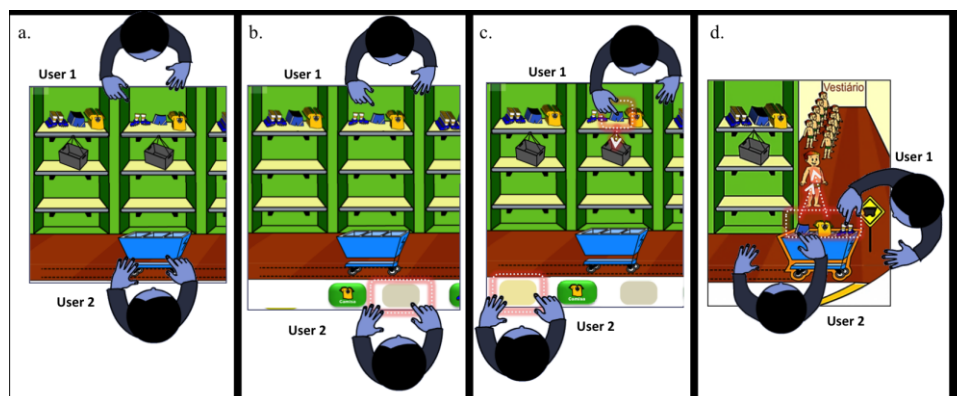 a.
User 1
User 2
b.
User 1
User 2
c.
User 1
User 2
d.
Vestiário
User 1
User 2